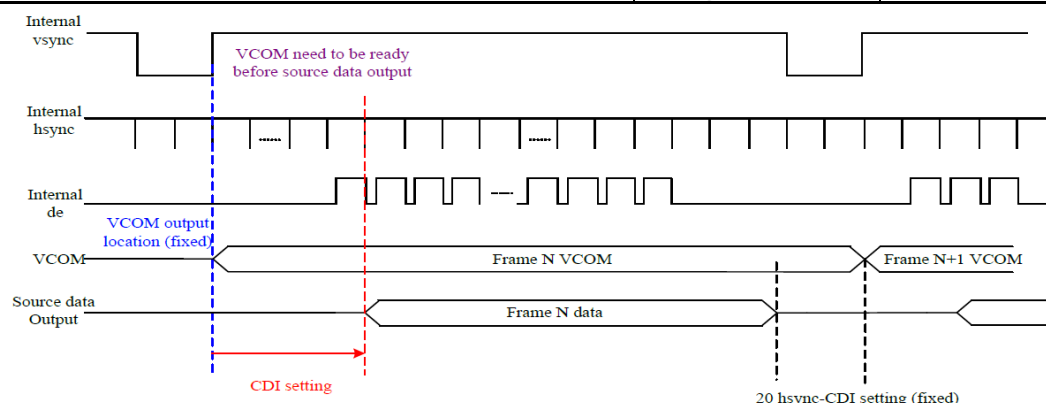 Internal
vsync
VCOM need to be ready
before source data output
Internal
hsync
......
......
Internal
de
VCOM output
location (fixed)
VCOM
Frame N VCOM
Frame N+1 VCOM
Source data
Output
Frame N data
CDI setting
20 hsync-CDI setting (fixed)